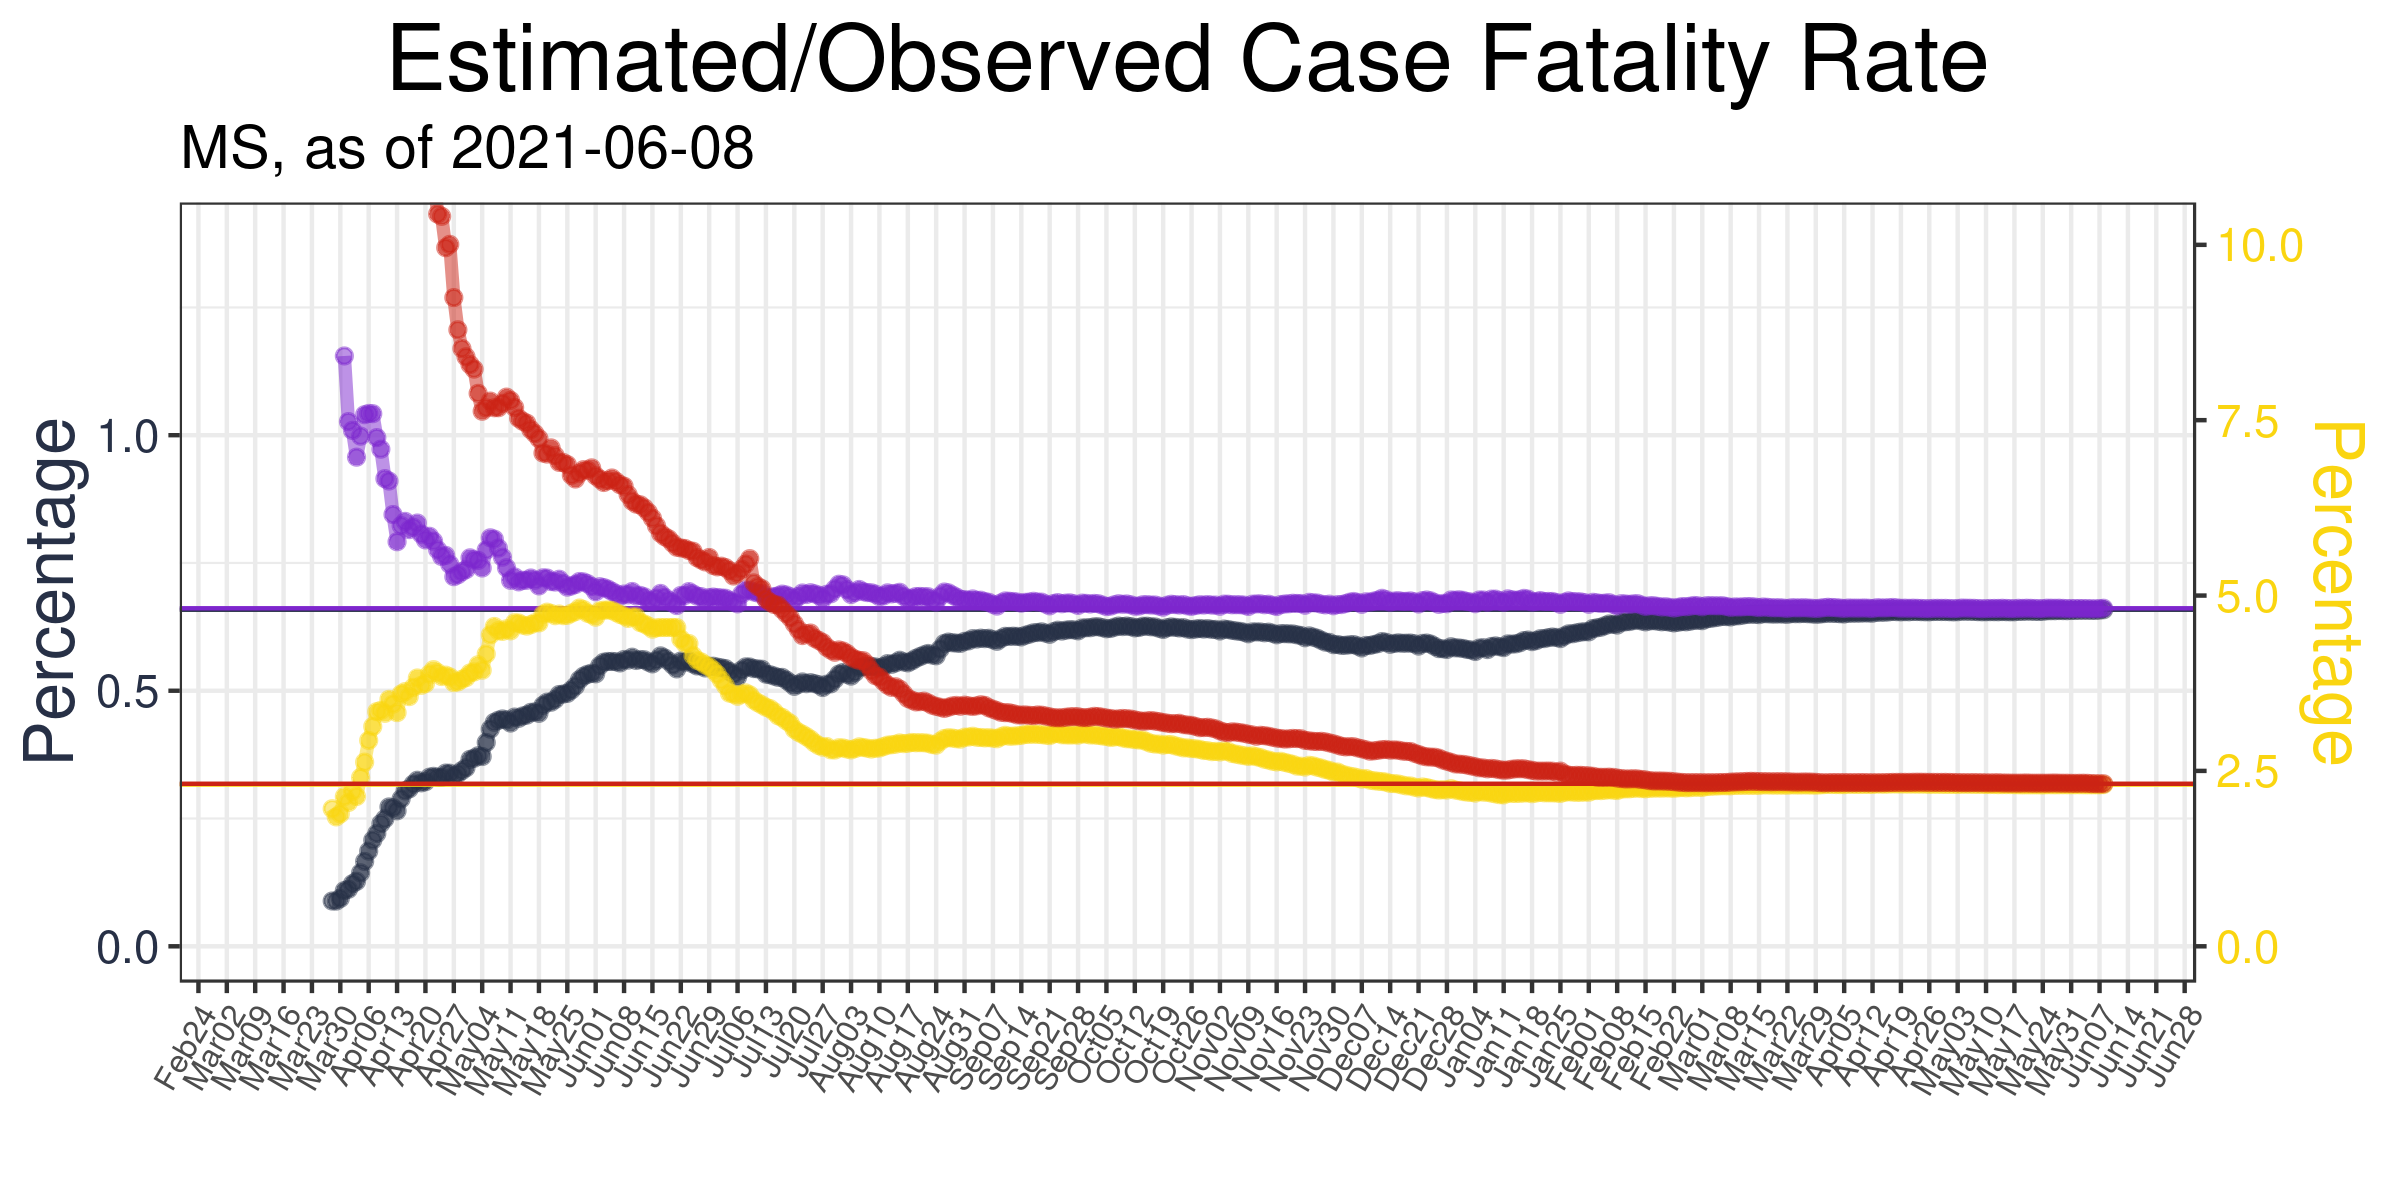 Estimated/Observed Case Fatality Rate
MS, as of 2021-06-08
Percentage
1.0
0.5
0.0
10.0
7.5
5.0
2.5
0.0
Percentage
Feb24
Mar02
Mar09
Mar16
Mar23
Mar30
Apr06
Apr13
Apr20
Apr27
May04
May11
May18
May25
Jun01
Jun08
Jun15
Jun22
Jun29
Jul06
Jul13
Jul20
Jul27
Aug03
Aug10
Aug17
Aug24
Aug31
Sep07
Sep14
Sep21
Sep28
Oct05
Oct12
Oct19
Oct26
Nov02
Nov09
Nov16
Nov23
Nov30
Dec07
Dec14
Dec21
Dec28
Jan04
Jan11
Jan18
Jan25
Feb01
Feb08
Feb15
Feb22
Mar01
Mar08
Mar15
Mar22
Mar29
Apr05
Apr12
Apr19
Apr26
May03
May10
May17
May24
May31
Jun07
Jun14
Jun21
Jun28